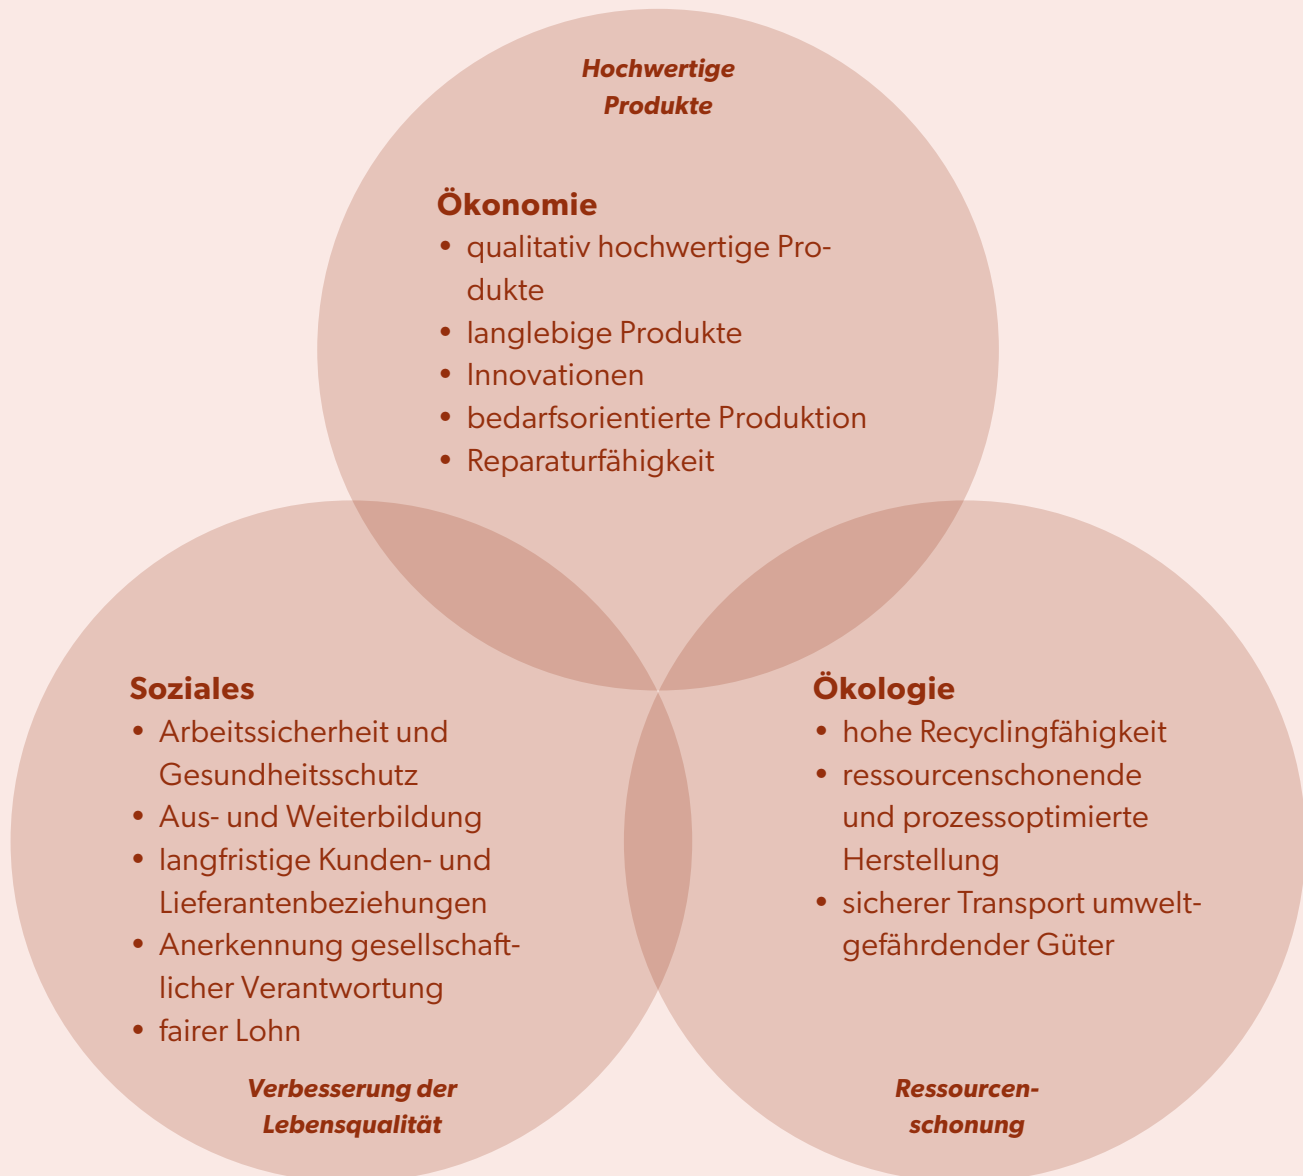 Hochwertige
Produkte
Ökonomie
• qualitativ hochwertige Pro-
dukte
• langlebige Produkte
• Innovationen
• bedarfsorientierte Produktion
• Reparaturfähigkeit
Soziales
• Arbeitssicherheit und
Gesundheitsschutz
• Aus- und Weiterbildung
• langfristige Kunden- und
Lieferantenbeziehungen
• Anerkennung gesellschaft-
licher Verantwortung
• fairer Lohn
Verbesserung der
Lebensqualität
Ökologie
• hohe Recyclingfähigkeit
• ressourcenschonende
und prozessoptimierte
Herstellung
• sicherer Transport umwelt-
gefährdender Güter
Ressourcen-
schonung